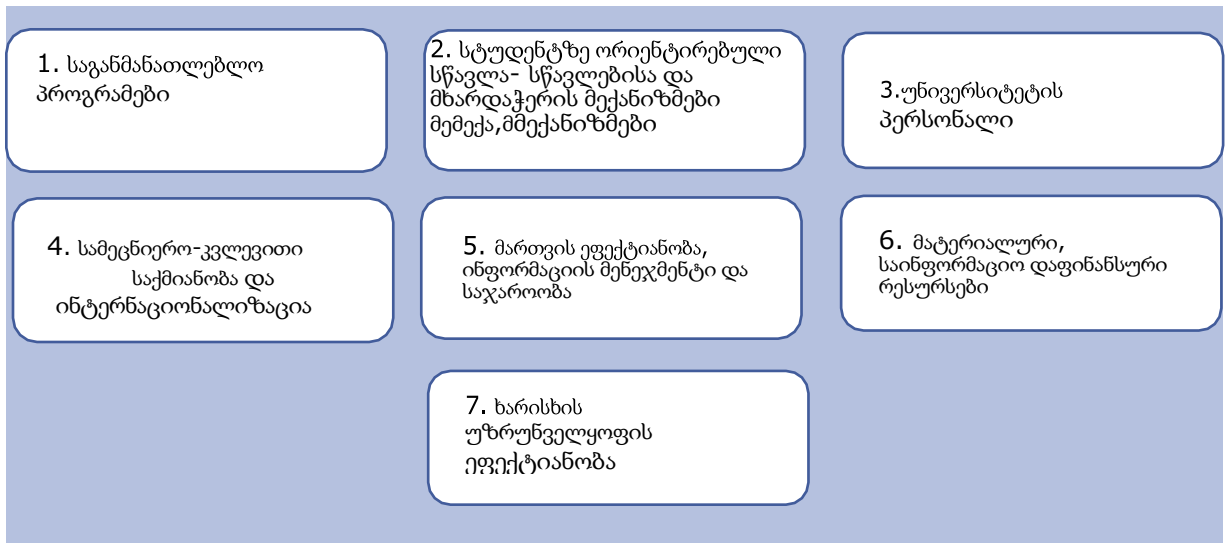 1. საგანმანათლებლო
პროგრამები
2. სტუდენტზე ორიენტირებული
სწავლა- სწავლებისა და
მხარდაჭერის მექანიზმები
მემექა,მმექანიზმები
3.უნივერსიტეტის
პერსონალი
4. სამეცნიერო-კვლევითი
საქმიანობა და
ინტერნაციონალიზაცია
5. მართვის ეფექტიანობა,
ინფორმაციის მენეჯმენტი და
საჯაროობა
6. მატერიალური,
საინფორმაციო დაფინანსური
რესურსები
7. ხარისხის
უზრუნველყოფის
ეფექტიანობა